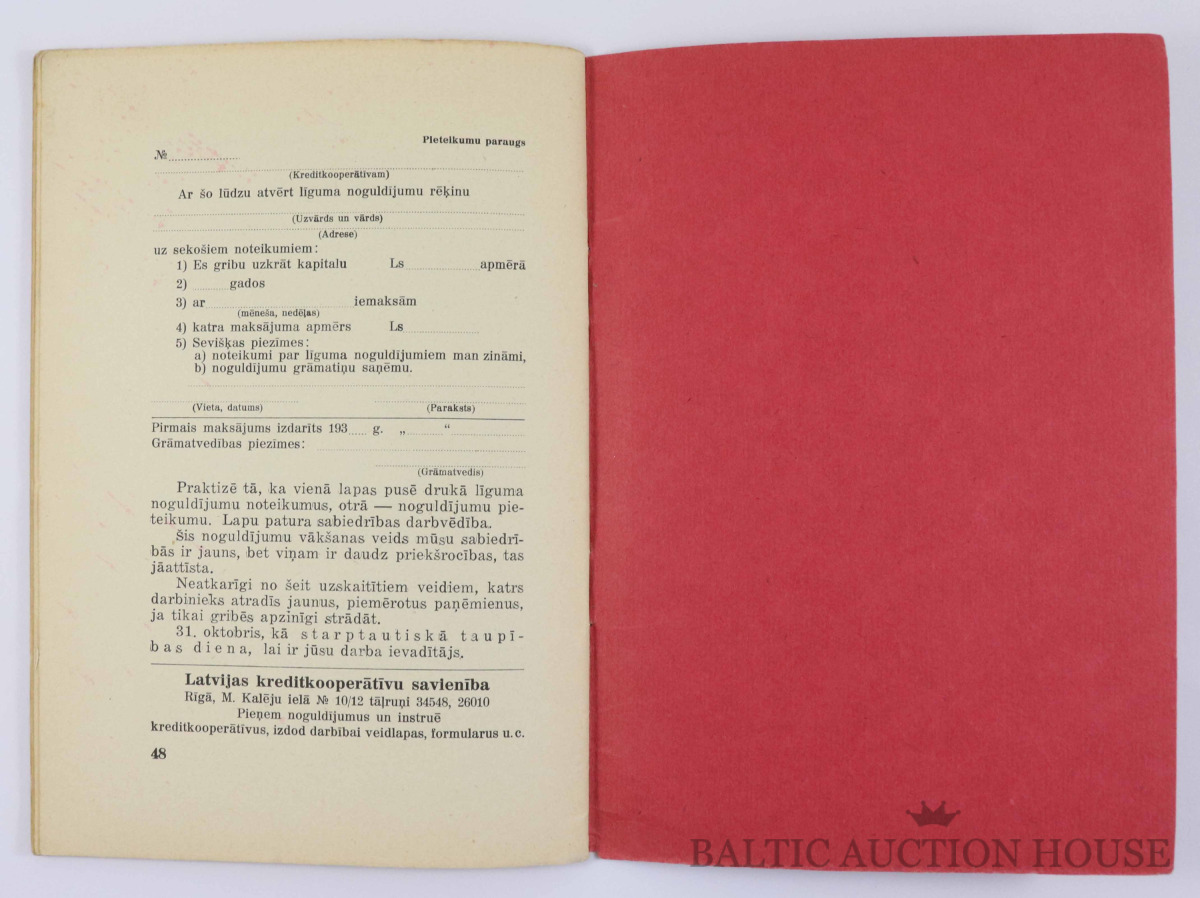 Pieteikumu paraugs
№
(Kreditkooperātīvam)
Ar šo lūdzu atvērt līguma noguldījumu rēķinu
(Uzvārds un vārds)
(Adrese)
uz sekošiem noteikumiem:
1) Es gribu uzkrāt kapitalu Ls apmērā
2) gados
3) ar iemaksām
(mēneša, nedēļas)
4) katra maksājuma apmērs Ls
5) Sevišķas piezīmes:
a) noteikumi par līguma noguldījumiem man zināmi,
b) noguldījumu grāmatiņu saņēmu.
(Vieta, datums) (Paraksts)
Pirmais maksājums izdarīts 193 g. „ “
Grāmatvedības piezīmes:
(Grāmatvedis)
Praktizē tā, ka vienā lapas pusē drukā līguma
noguldījumu noteikumus, otrā — noguldījumu pie-
teikumu. Lapu patura sabiedrības darbvedība.
Šis noguldījumu vākšanas veids mūsu sabiedrī-
bās ir jauns, bet viņam ir daudz priekšrocības, tas
jāattīsta.
Neatkarīgi no šeit uzskaitītiem veidiem, katrs
darbinieks atradīs jaunus, piemērotus paņēmienus,
ja tikai gribēs apzinīgi strādāt.
31. oktobris, kā starptautiskā taupī-
bas diena, lai ir jūsu darba ievadītājs.
Latvijas kreditkooperātīvu savienība
Rīgā, M. Kalēju ielā № 10/12 tāļruņi 34548, 26010
Pieņem noguldījumus un instruē
kreditkooperātīvus, izdod darbībai veidlapas, formularus u. c.
48
BALTIC AUCTION HOUSE